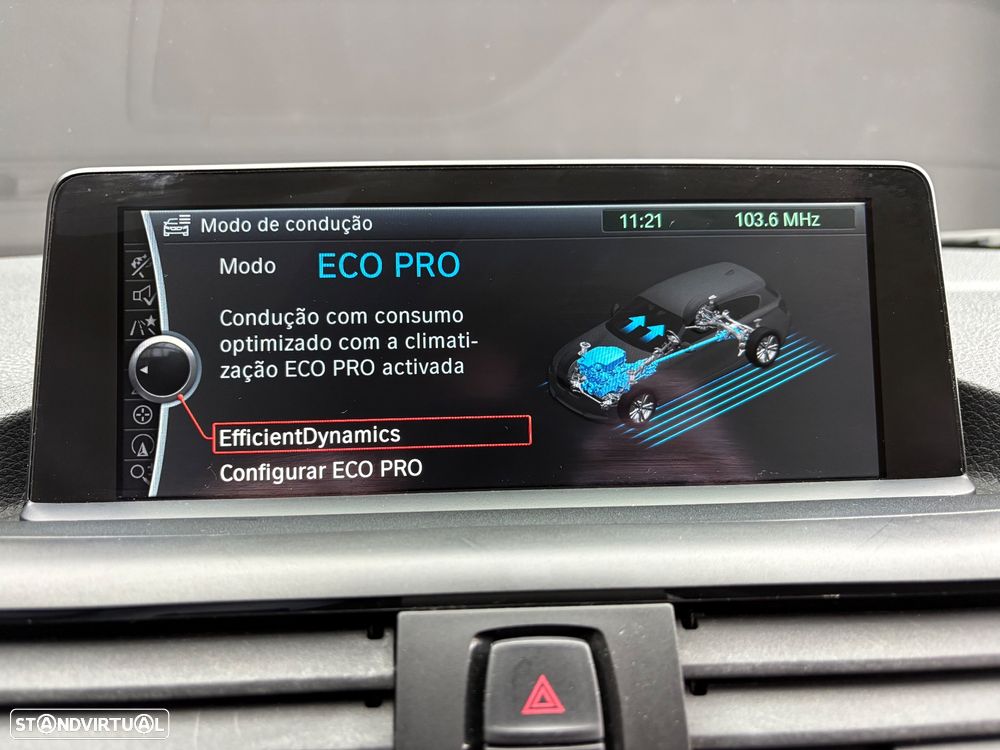 Modo de condução
11:21
103.6 MHz
Modo ECO PRO
Condução com consumo
optimizado com a climati-
zação ECO PRO activada
EfficientDynamics
Configurar ECO PRO
STANDVIRTUAL